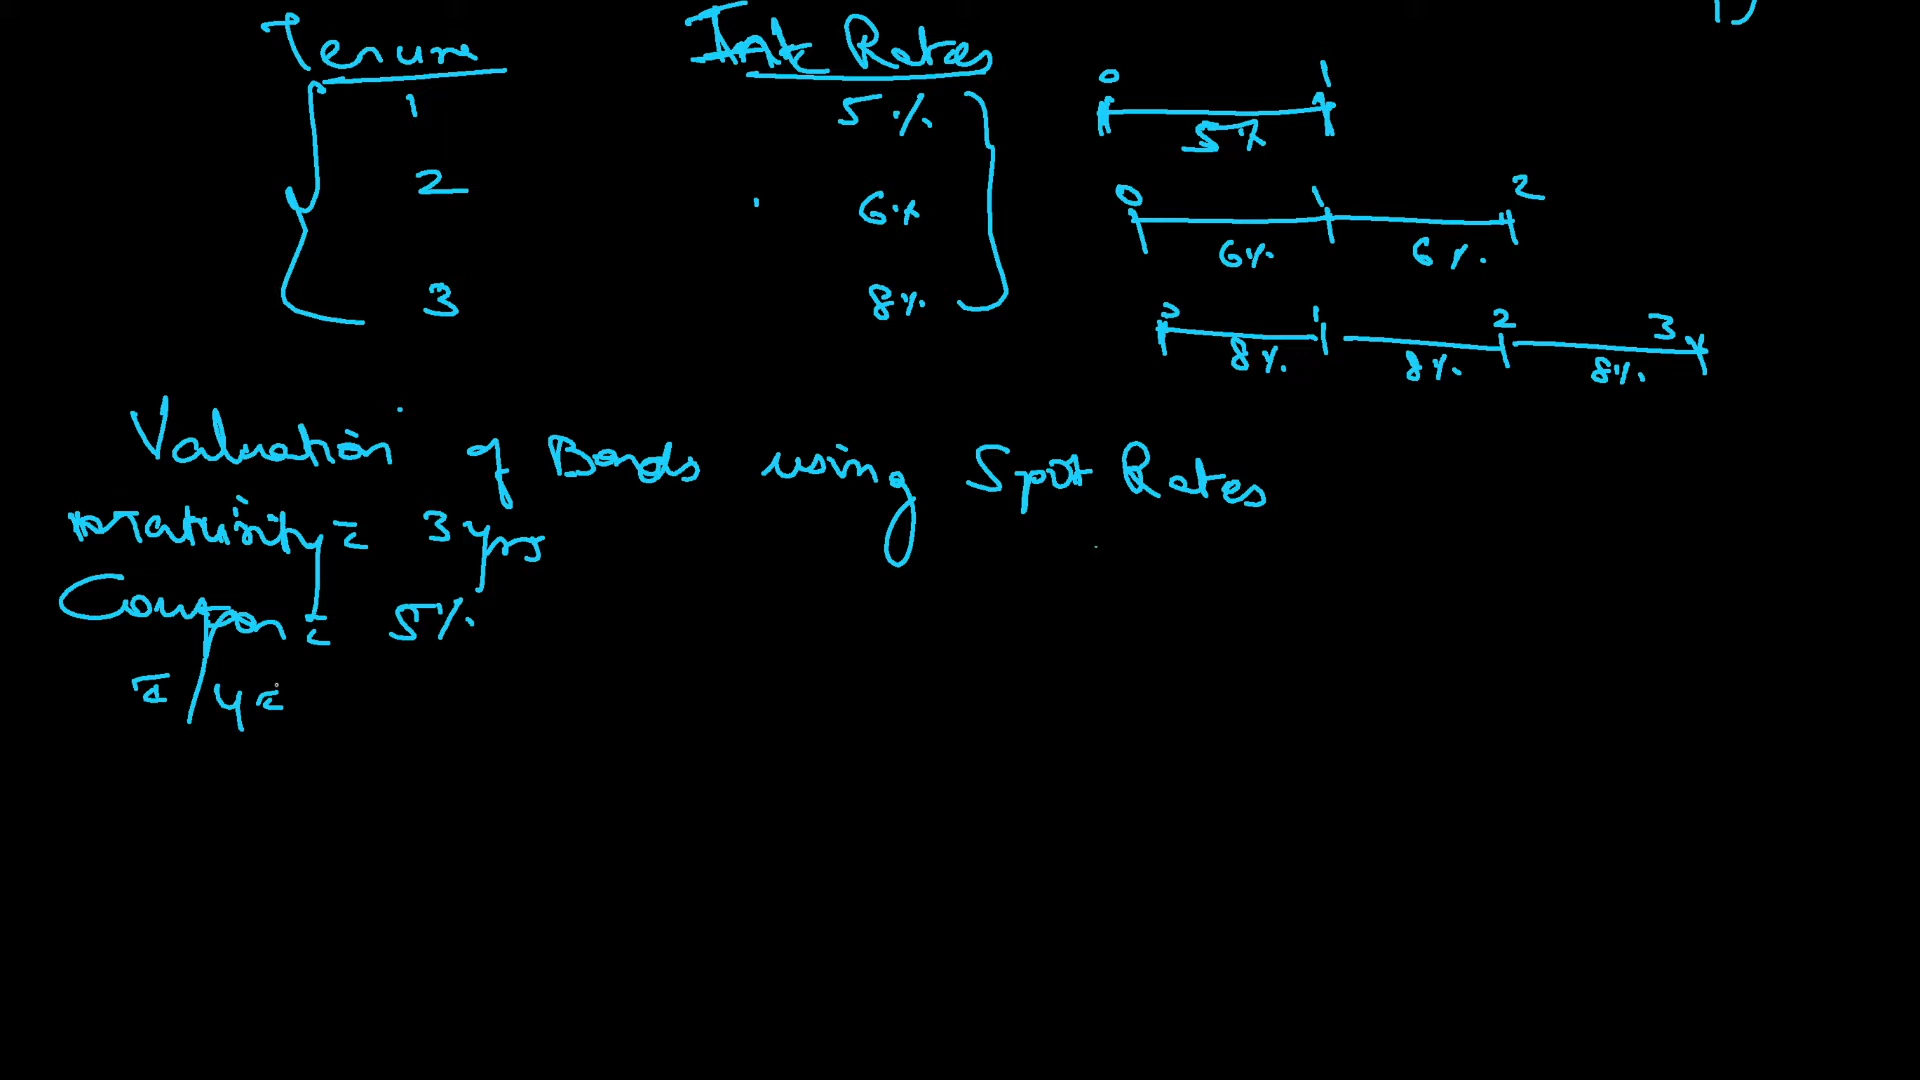 Tenure Int Rates
1 5%
2 6%
3 8%
0 1
5%
0 1 2
6% 6%
0 1 2 3
8% 8% 8%
Valuation of Bonds using Spot Rates
Maturity = 3 yrs
Coupon = 5%
I/Y =